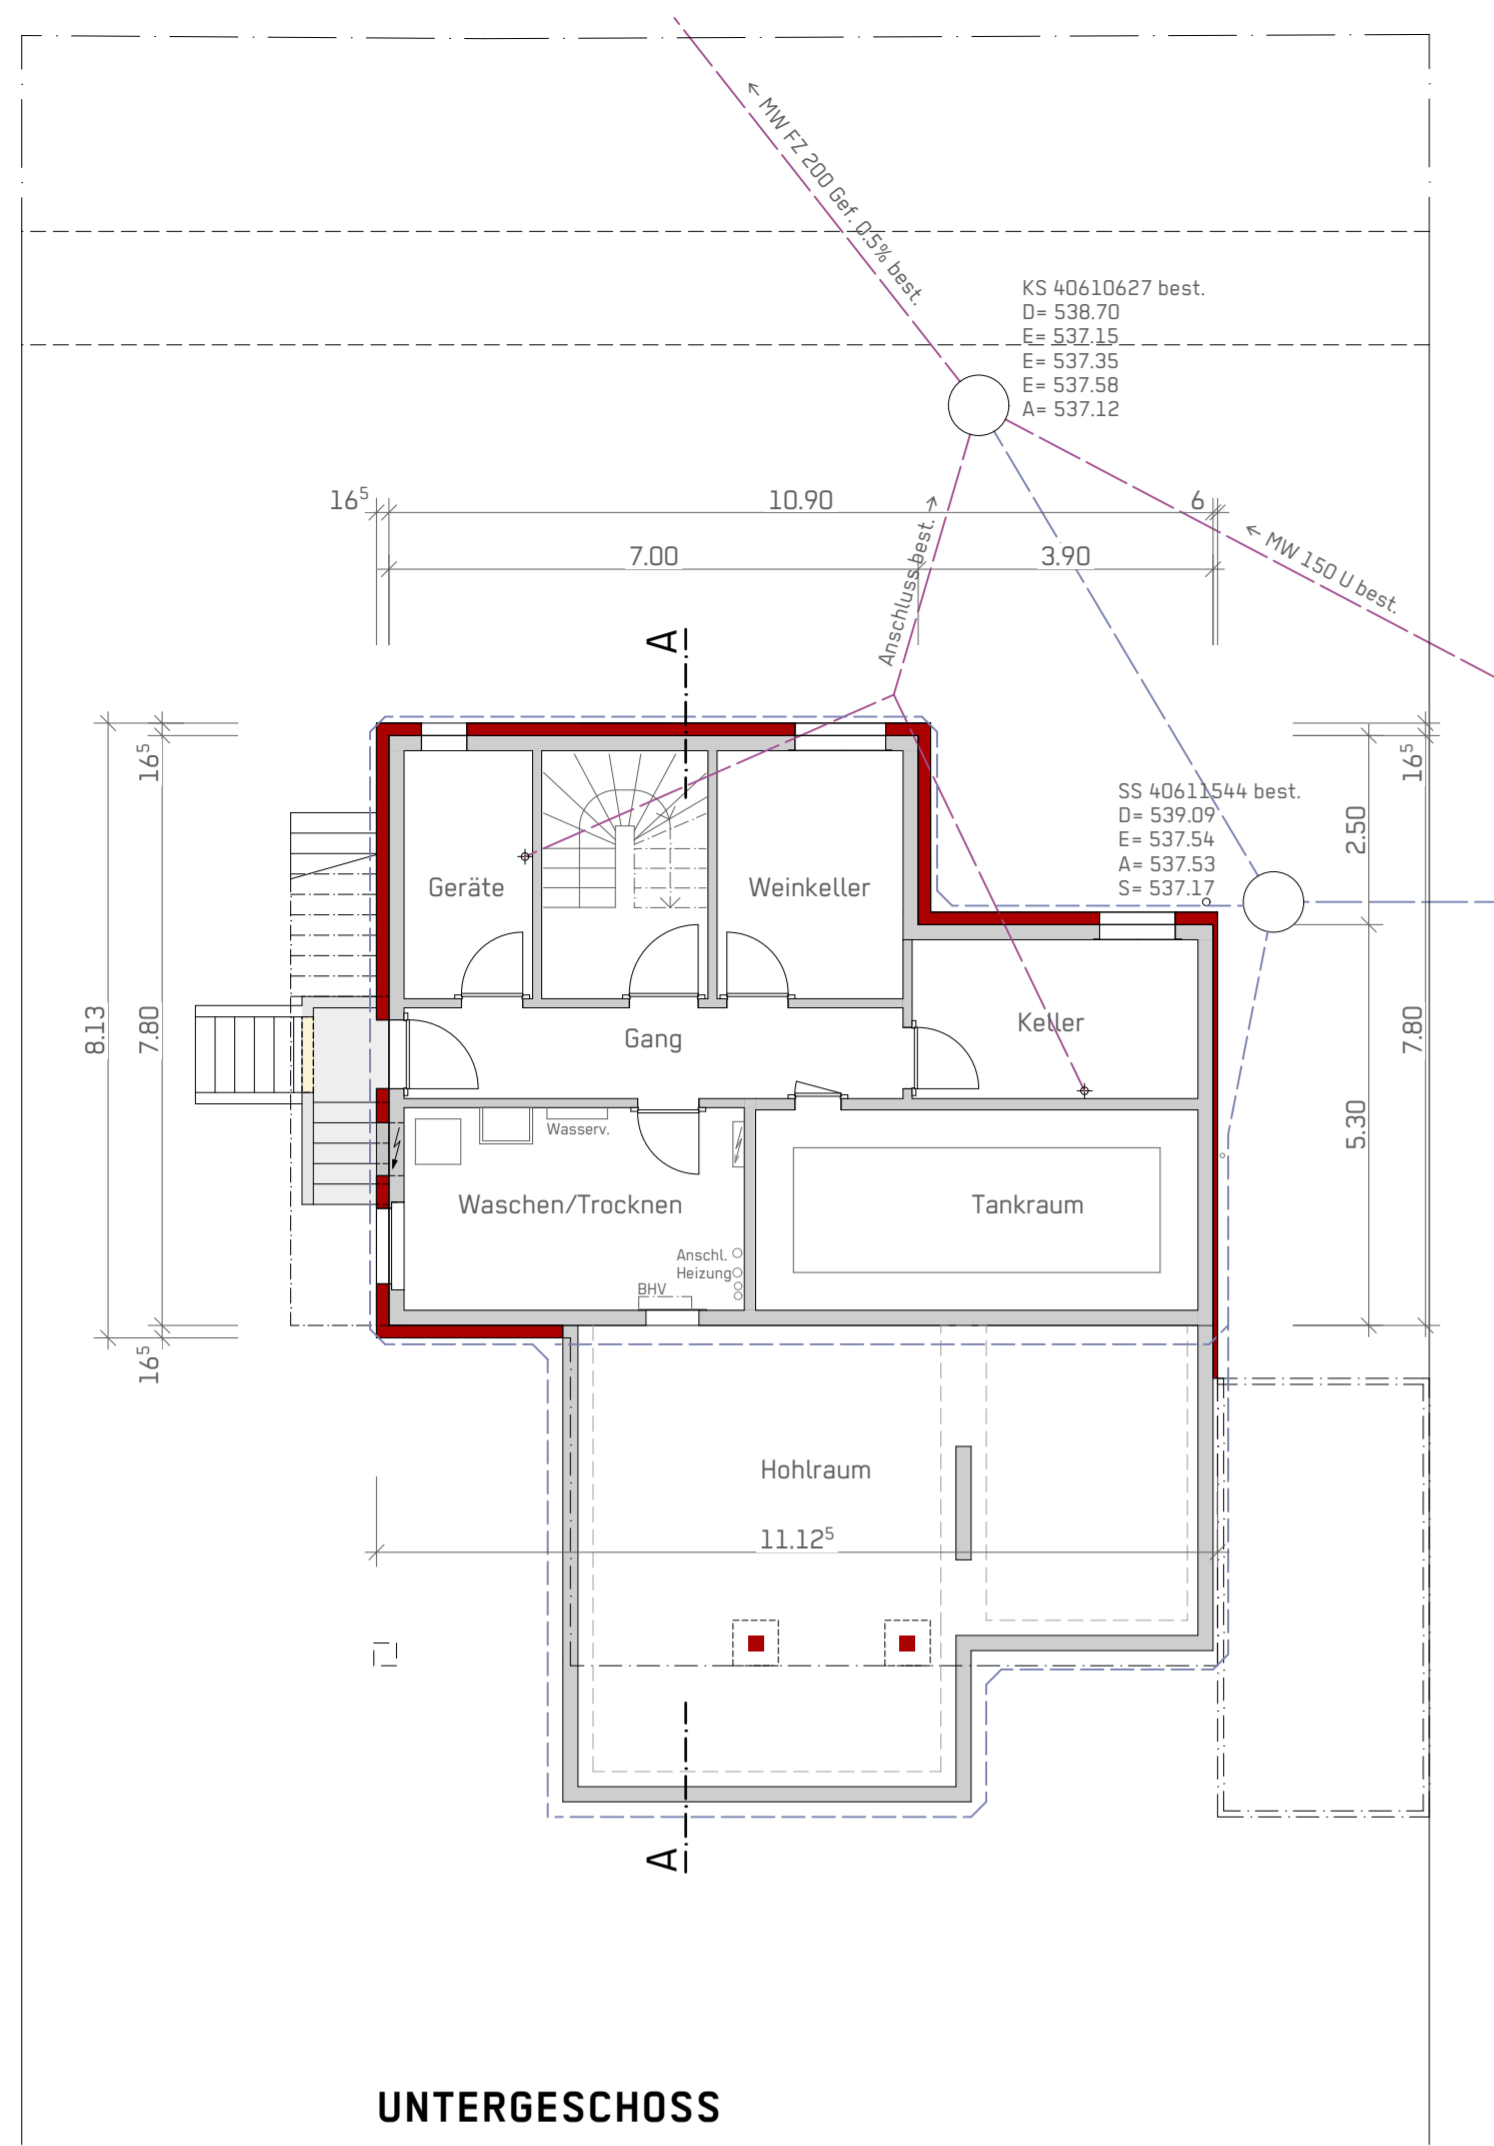 ← MW FZ 200 Gef. 0.5% best.
KS 40610627 best.
D= 538.70
E= 537.15
E= 537.35
E= 537.58
A= 537.12
16⁵
10.90
6
7.00
3.90
Anschluss best. →
← MW 150 U best.
A
16⁵
16⁵
SS 40611544 best.
D= 539.09
E= 537.54
A= 537.53
S= 537.17
2.50
Geräte
Weinkeller
8.13
7.80
Gang
Keller
7.80
5.30
Wasserv.
Waschen/Trocknen
Tankraum
Anschl.
Heizung
BHV
16⁵
Hohlraum
11.12⁵
A
UNTERGESCHOSS